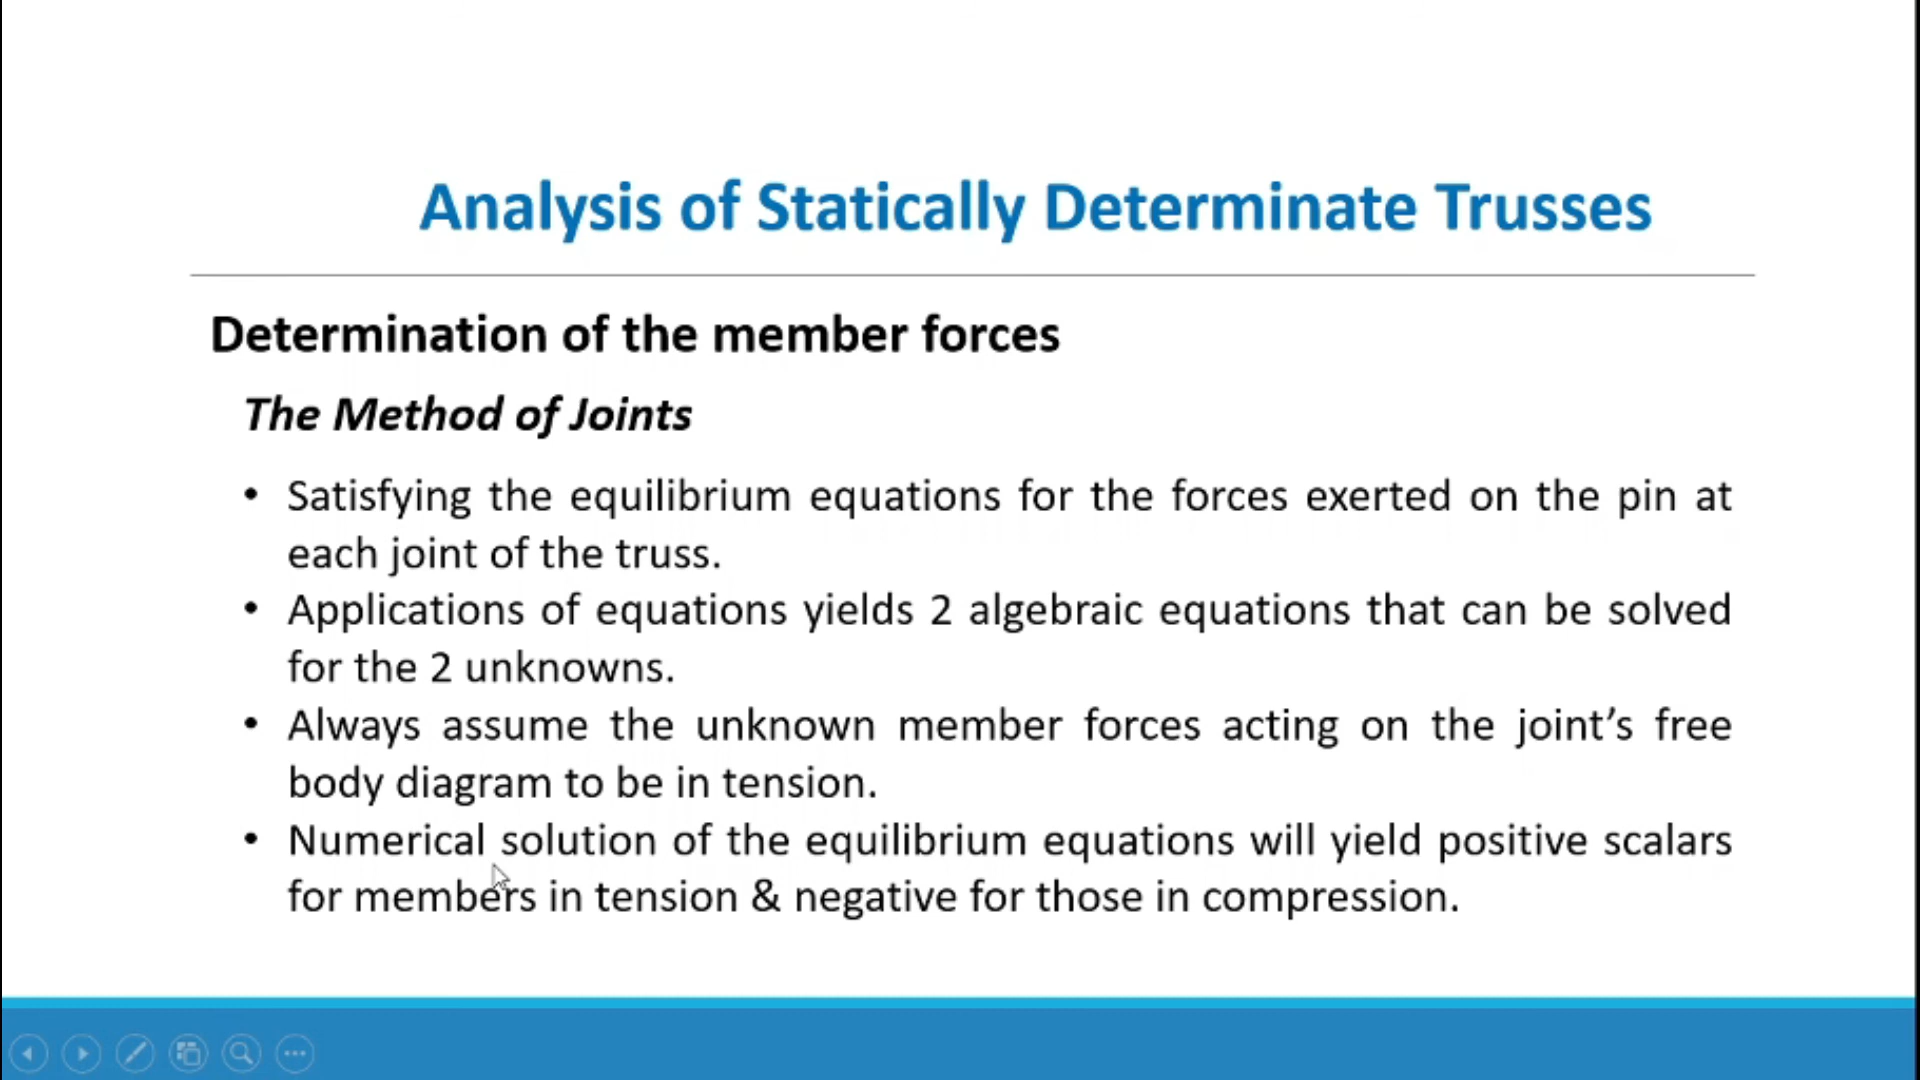 Analysis of Statically Determinate Trusses
Determination of the member forces
The Method of Joints
• Satisfying the equilibrium equations for the forces exerted on the pin at
each joint of the truss.
• Applications of equations yields 2 algebraic equations that can be solved
for the 2 unknowns.
• Always assume the unknown member forces acting on the joint’s free
body diagram to be in tension.
• Numerical solution of the equilibrium equations will yield positive scalars
for members in tension & negative for those in compression.